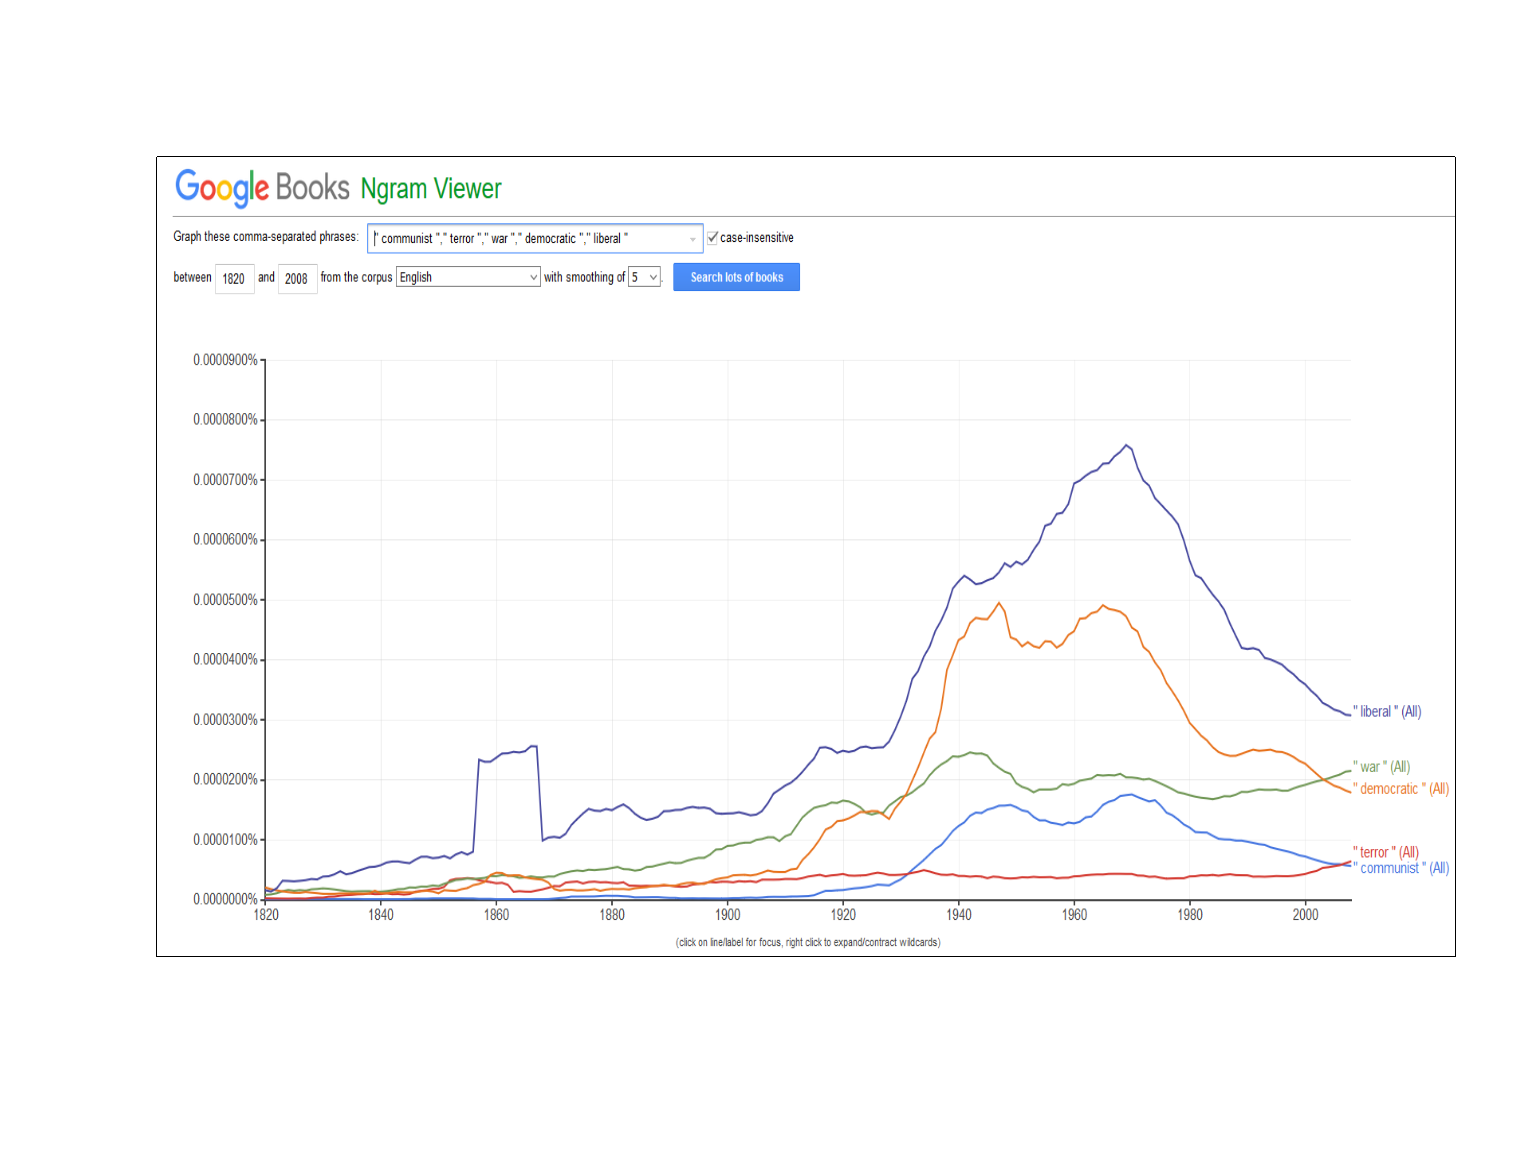 Google Books Ngram Viewer
Graph these comma-separated phrases: " communist "," terror "," war "," democratic "," liberal " case-insensitive
between 1820 and 2008 from the corpus English with smoothing of 5 . Search lots of books
0.0000900%
0.0000800%
0.0000700%
0.0000600%
0.0000500%
0.0000400%
0.0000300%
" liberal " (All)
0.0000200%
" war " (All)
" democratic " (All)
0.0000100%
" terror " (All)
" communist " (All)
0.0000000%
1820 1840 1860 1880 1900 1920 1940 1960 1980 2000
(click on line/label for focus, right click to expand/contract wildcards)